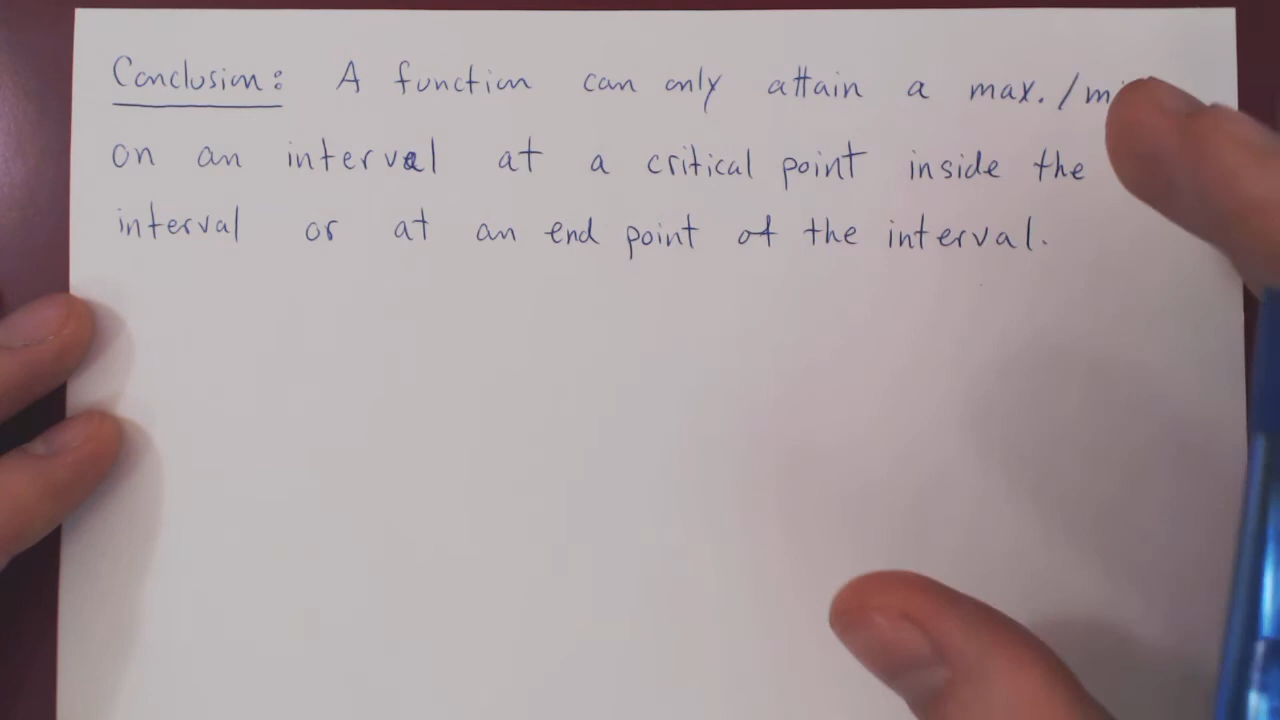 Conclusion: A function can only attain a max./m
on an interval at a critical point inside the
interval or at an end point of the interval.